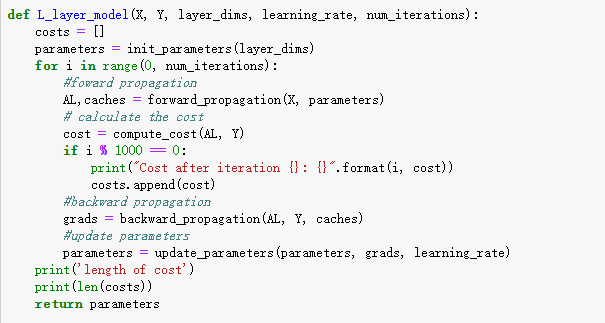 def L_layer_model(X, Y, layer_dims, learning_rate, num_iterations):
    costs = []
    parameters = init_parameters(layer_dims)
    for i in range(0, num_iterations):
        #foward propagation
        AL,caches = forward_propagation(X, parameters)
        # calculate the cost
        cost = compute_cost(AL, Y)
        if i % 1000 == 0:
            print("Cost after iteration {}: {}".format(i, cost))
            costs.append(cost)
        #backward propagation
        grads = backward_propagation(AL, Y, caches)
        #update parameters
        parameters = update_parameters(parameters, grads, learning_rate)
    print('length of cost')
    print(len(costs))
    return parameters